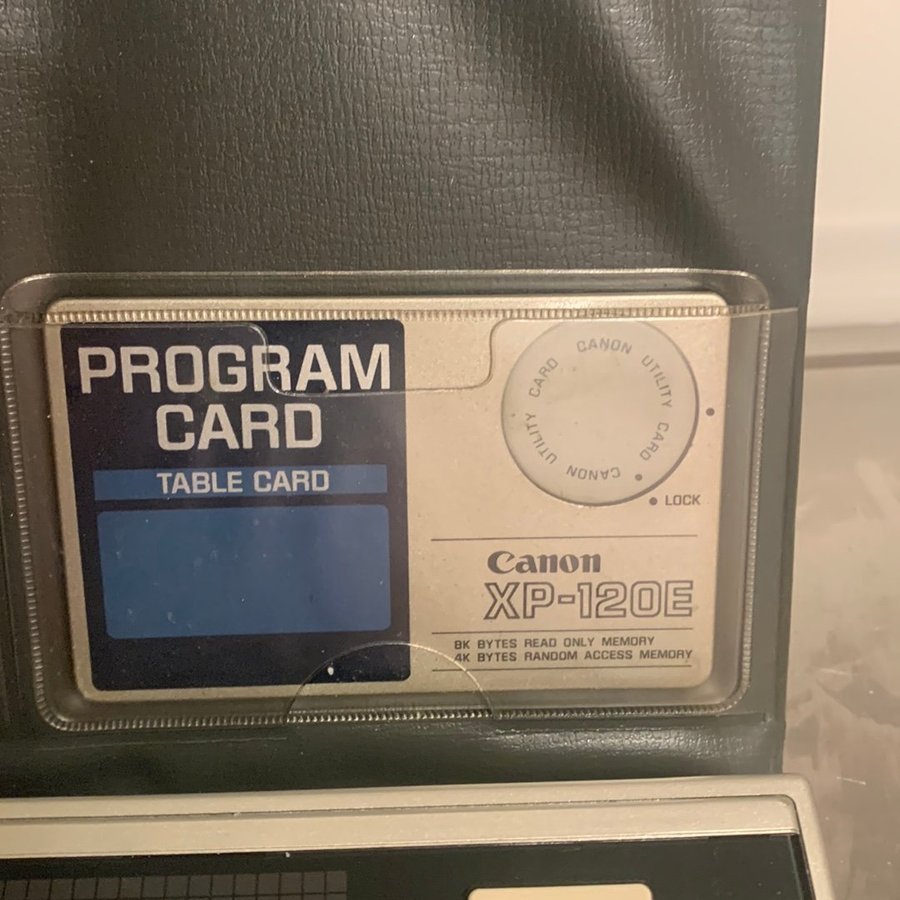 PROGRAM
CARD
TABLE CARD
CANON UTILITY CARD
CANON UTILITY CARD
LOCK
Canon
XP-120E
8K BYTES READ ONLY MEMORY
4K BYTES RANDOM ACCESS MEMORY